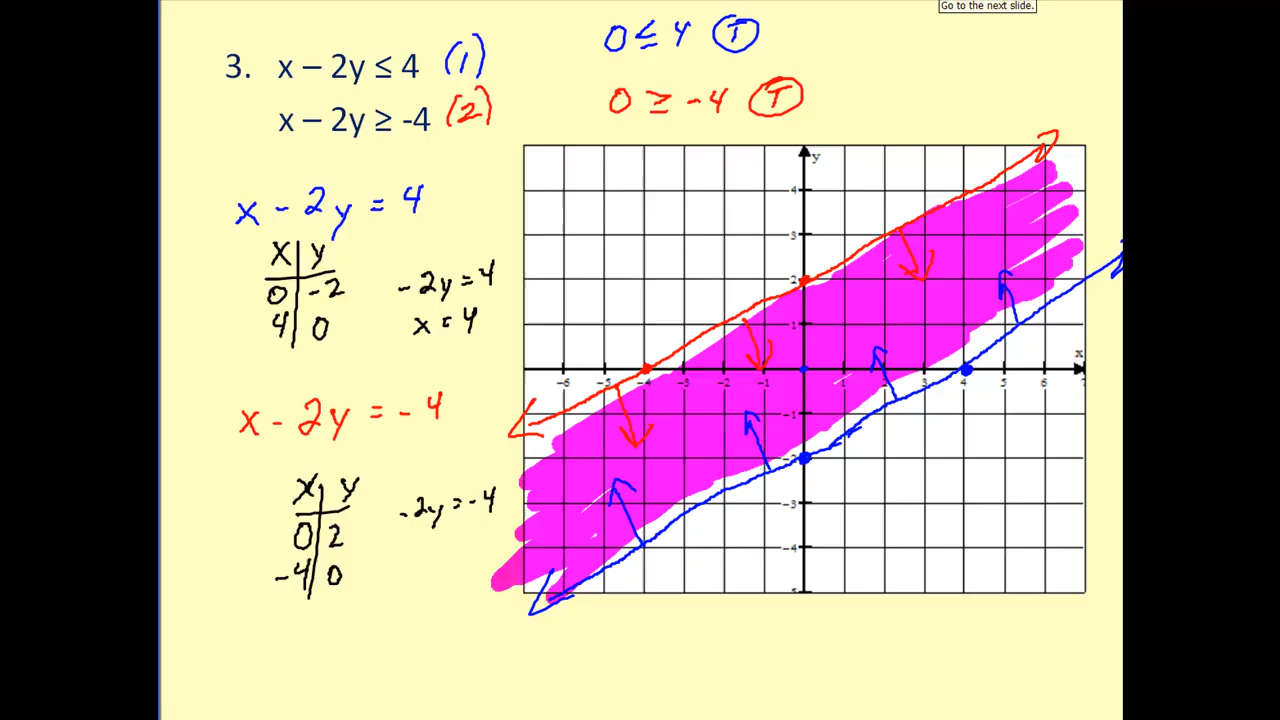 Go to the next slide.
0 ≤ 4 T
3. x – 2y ≤ 4 (1)
0 ≥ -4 T
x – 2y ≥ -4 (2)
x - 2y = 4
x y
0 -2
-2y = 4
4 0
x = 4
x - 2y = -4
x y
-2y = -4
0 2
-4 0
y
4
3
2
1
x
-6 -5 -4 -3 -2 -1 1 2 3 4 5 6 7
-1
-2
-3
-4